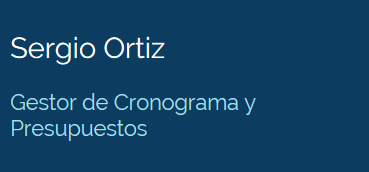 Sergio Ortiz
Gestor de Cronograma y
Presupuestos